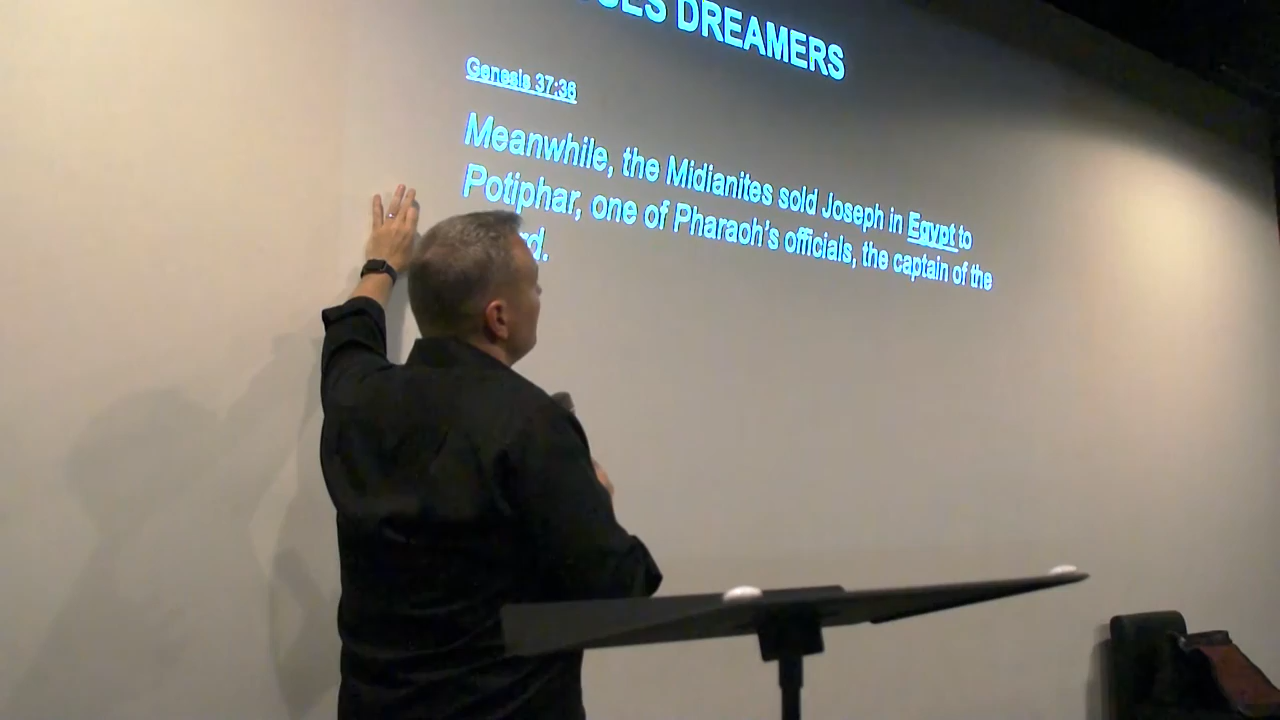 DREAMERS
Genesis 37:36
Meanwhile, the Midianites sold Joseph in Egypt to
Potiphar, one of Pharaoh's officials, the captain of the